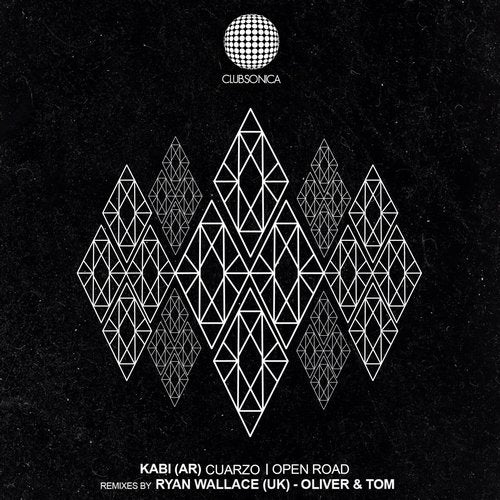 CLUBSONICA
KABI (AR) CUARZO | OPEN ROAD
REMIXES BY RYAN WALLACE (UK) - OLIVER & TOM